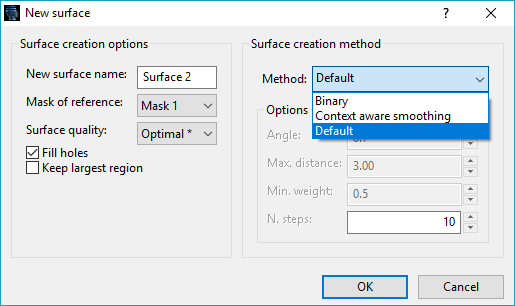 New surface
Surface creation options
New surface name: Surface 2
Mask of reference: Mask 1
Surface quality: Optimal *
Fill holes
Keep largest region
Surface creation method
Method: Default
Binary
Context aware smoothing
Default
Options
Angle:
Max. distance: 3.00
Min. weight: 0.5
N. steps: 10
OK Cancel